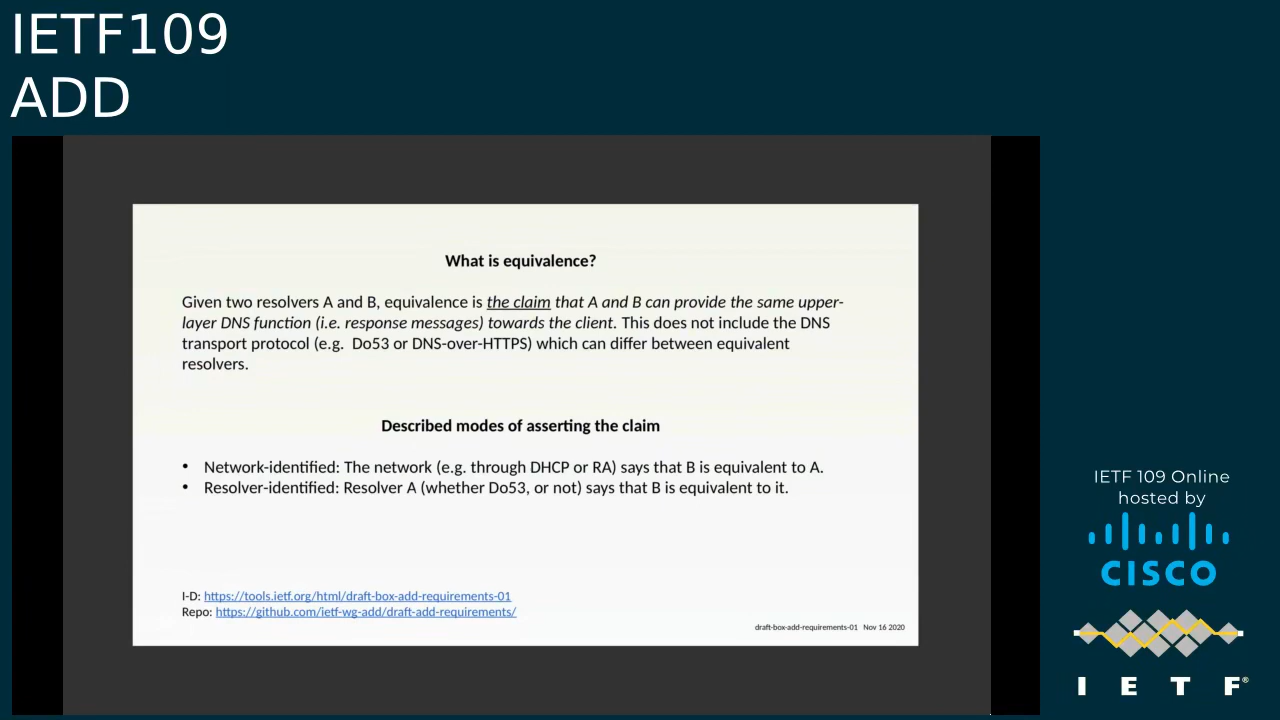 IETF109
ADD
What is equivalence?
Given two resolvers A and B, equivalence is the claim that A and B can provide the same upper-
layer DNS function (i.e. response messages) towards the client. This does not include the DNS
transport protocol (e.g.  Do53 or DNS-over-HTTPS) which can differ between equivalent
resolvers.
Described modes of asserting the claim
• Network-identified: The network (e.g. through DHCP or RA) says that B is equivalent to A.
• Resolver-identified: Resolver A (whether Do53, or not) says that B is equivalent to it.
I-D: https://tools.ietf.org/html/draft-box-add-requirements-01
Repo: https://github.com/ietf-wg-add/draft-add-requirements/
draft-box-add-requirements-01   Nov 16 2020
IETF 109 Online
hosted by
CISCO
I E T F®